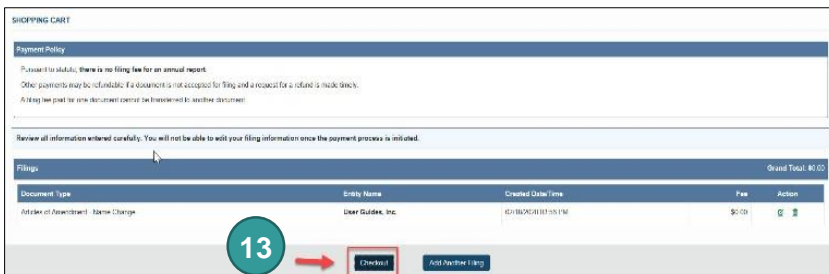 SHOPPING CART
Payment Policy
Pursuant to statute, there is no filing fee for an annual report.
Other payments may be refundable if a document is not accepted for filing and a request for a refund is made timely.
A filing fee paid for one document cannot be transferred to another document
Review all information entered carefully. You will not be able to edit your filing information once the payment process is initiated.
Filings Grand Total: $0.00
Document Type Entity Name Created Date/Time Fee Action
Articles of Amendment - Name Change User Guides, Inc. PM $0.00
13 Checkout Add Another Filing